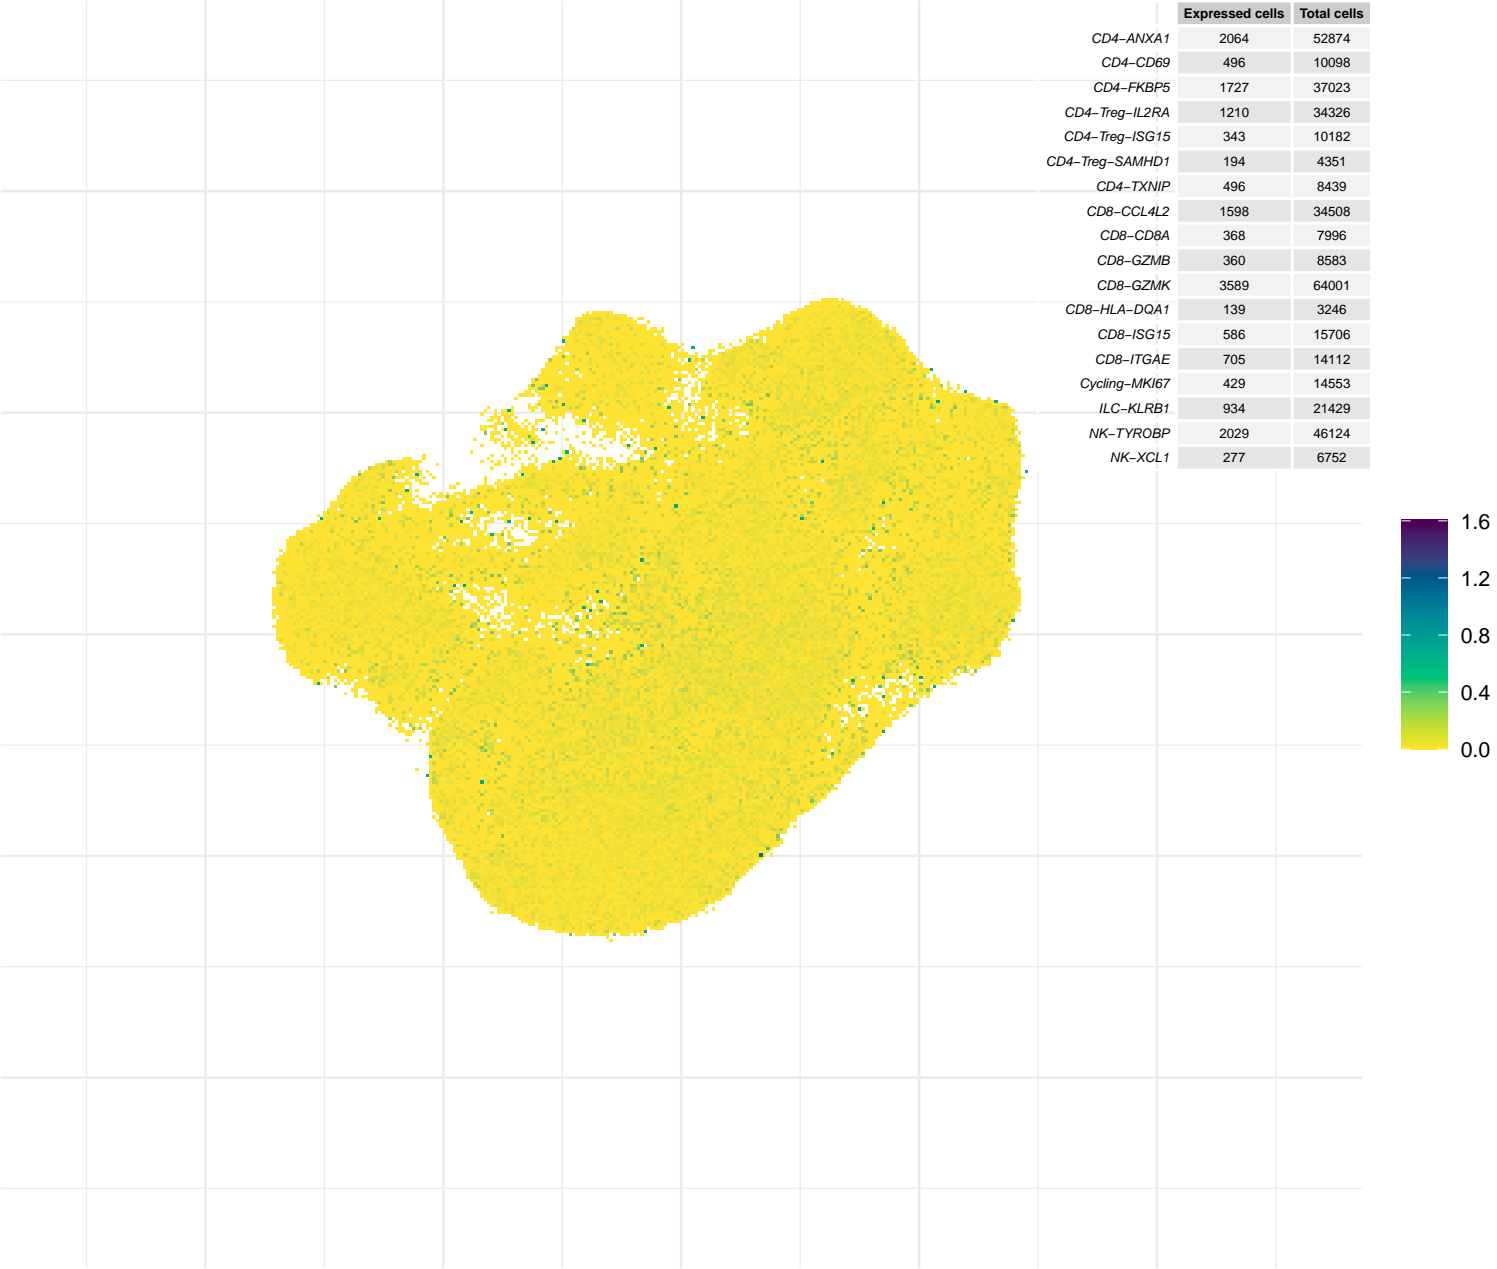 Expressed cells Total cells
CD4−ANXA1 2064 52874
CD4−CD69 496 10098
CD4−FKBP5 1727 37023
CD4−Treg−IL2RA 1210 34326
CD4−Treg−ISG15 343 10182
CD4−Treg−SAMHD1 194 4351
CD4−TXNIP 496 8439
CD8−CCL4L2 1598 34508
CD8−CD8A 368 7996
CD8−GZMB 360 8583
CD8−GZMK 3589 64001
CD8−HLA−DQA1 139 3246
CD8−ISG15 586 15706
CD8−ITGAE 705 14112
Cycling−MKI67 429 14553
ILC−KLRB1 934 21429
NK−TYROBP 2029 46124
NK−XCL1 277 6752
1.6
1.2
0.8
0.4
0.0